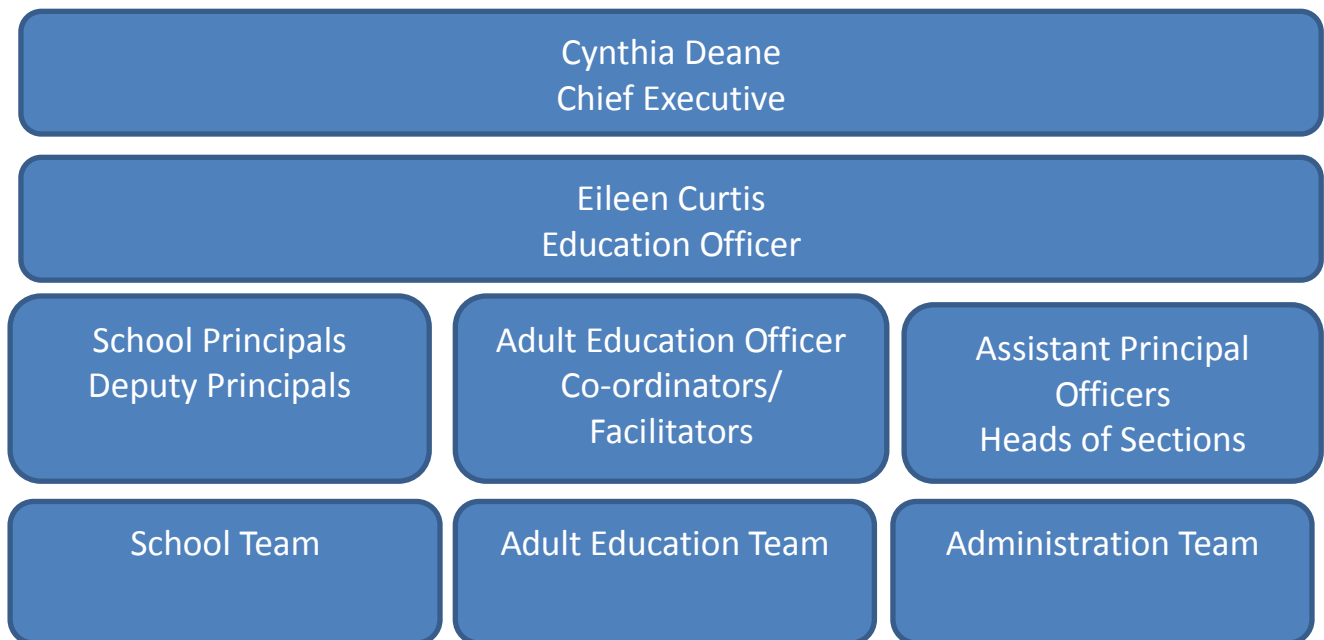 Cynthia Deane
Chief Executive
Eileen Curtis
Education Officer
School Principals
Deputy Principals
Adult Education Officer
Co-ordinators/
Facilitators
Assistant Principal
Officers
Heads of Sections
School Team
Adult Education Team
Administration Team